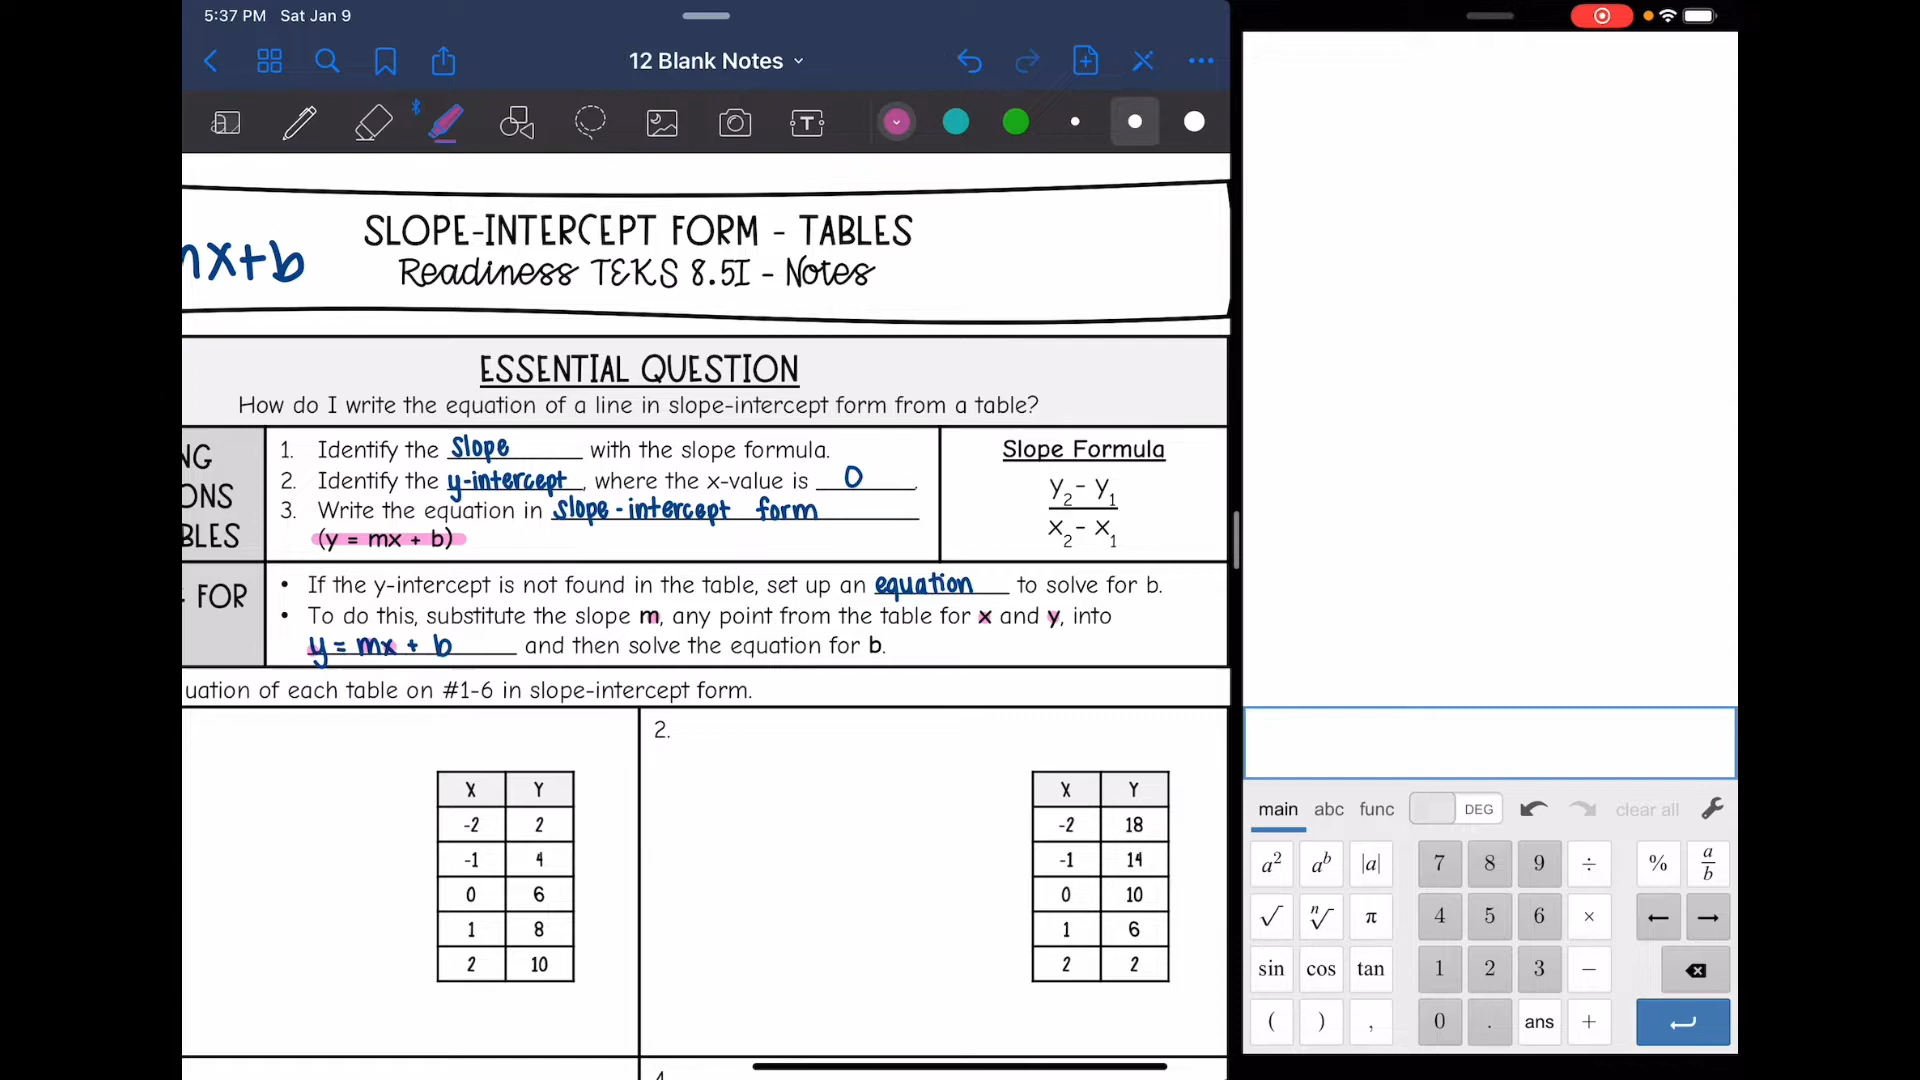 5:37 PM Sat Jan 9
12 Blank Notes
T
mx+b
SLOPE-INTERCEPT FORM - TABLES
Readiness TEKS 8.5I - Notes
ESSENTIAL QUESTION
How do I write the equation of a line in slope-intercept form from a table?
NG
ONS
BLES
1. Identify the slope with the slope formula.
2. Identify the y-intercept, where the x-value is 0.
3. Write the equation in slope-intercept form
(y = mx + b)
Slope Formula
Y2 - Y1
X2 - X1
FOR
• If the y-intercept is not found in the table, set up an equation to solve for b.
• To do this, substitute the slope m, any point from the table for x and y, into
y = mx + b and then solve the equation for b.
uation of each table on #1-6 in slope-intercept form.
X Y
-2 2
-1 4
0 6
1 8
2 10
2.
X Y
-2 18
-1 14
0 10
1 6
2 2
4
main abc func DEG clear all
a² aᵇ |a| 7 8 9 ÷ % a/b
√ ⁿ√ π 4 5 6 × ← →
sin cos tan 1 2 3 −
( ) , 0 . ans +